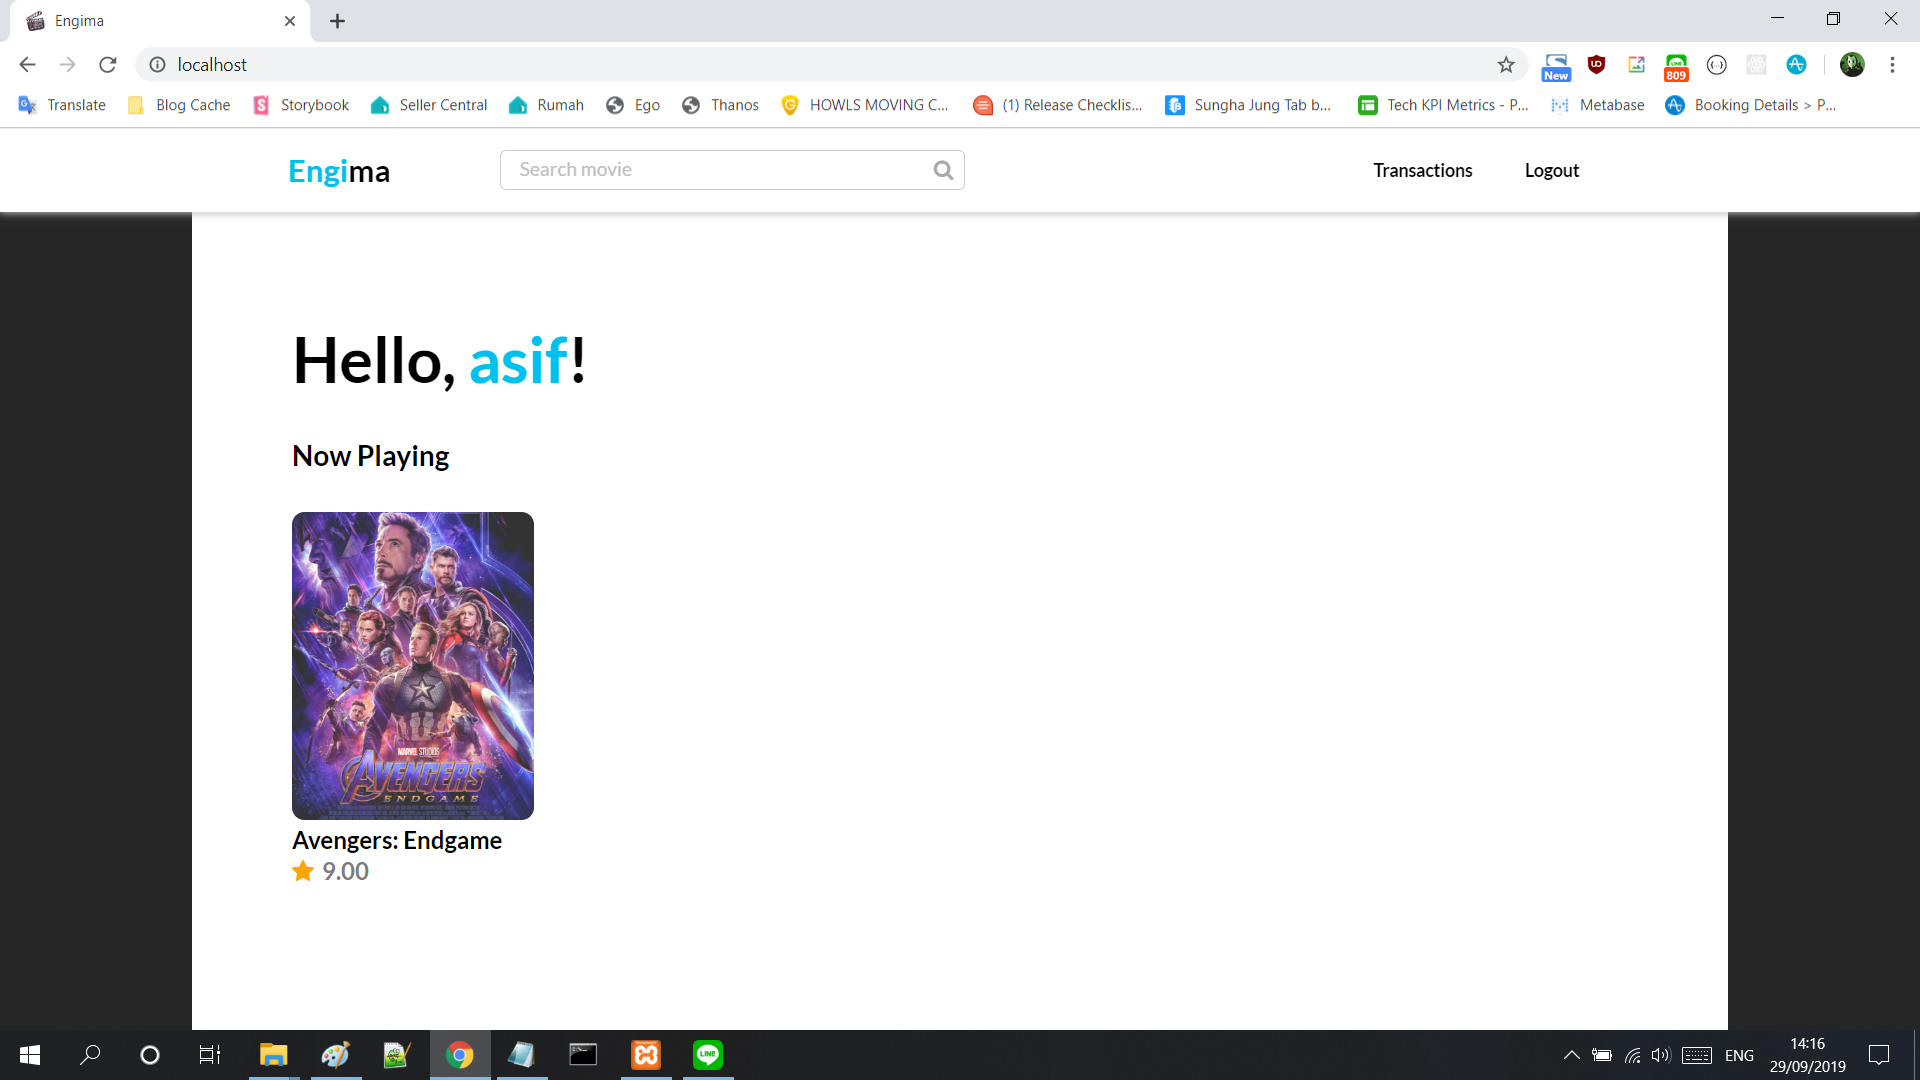 Engima
localhost
New
809
Translate
Blog Cache
Storybook
Seller Central
Rumah
Ego
Thanos
HOWLS MOVING C...
(1) Release Checklis...
Sungha Jung Tab b...
Tech KPI Metrics - P...
Metabase
Booking Details > P...
Engima
Search movie
Transactions
Logout
Hello, asif!
Now Playing
MARVEL STUDIOS
AVENGERS
ENDGAME
Avengers: Endgame
9.00
LINE
ENG
14:16
29/09/2019